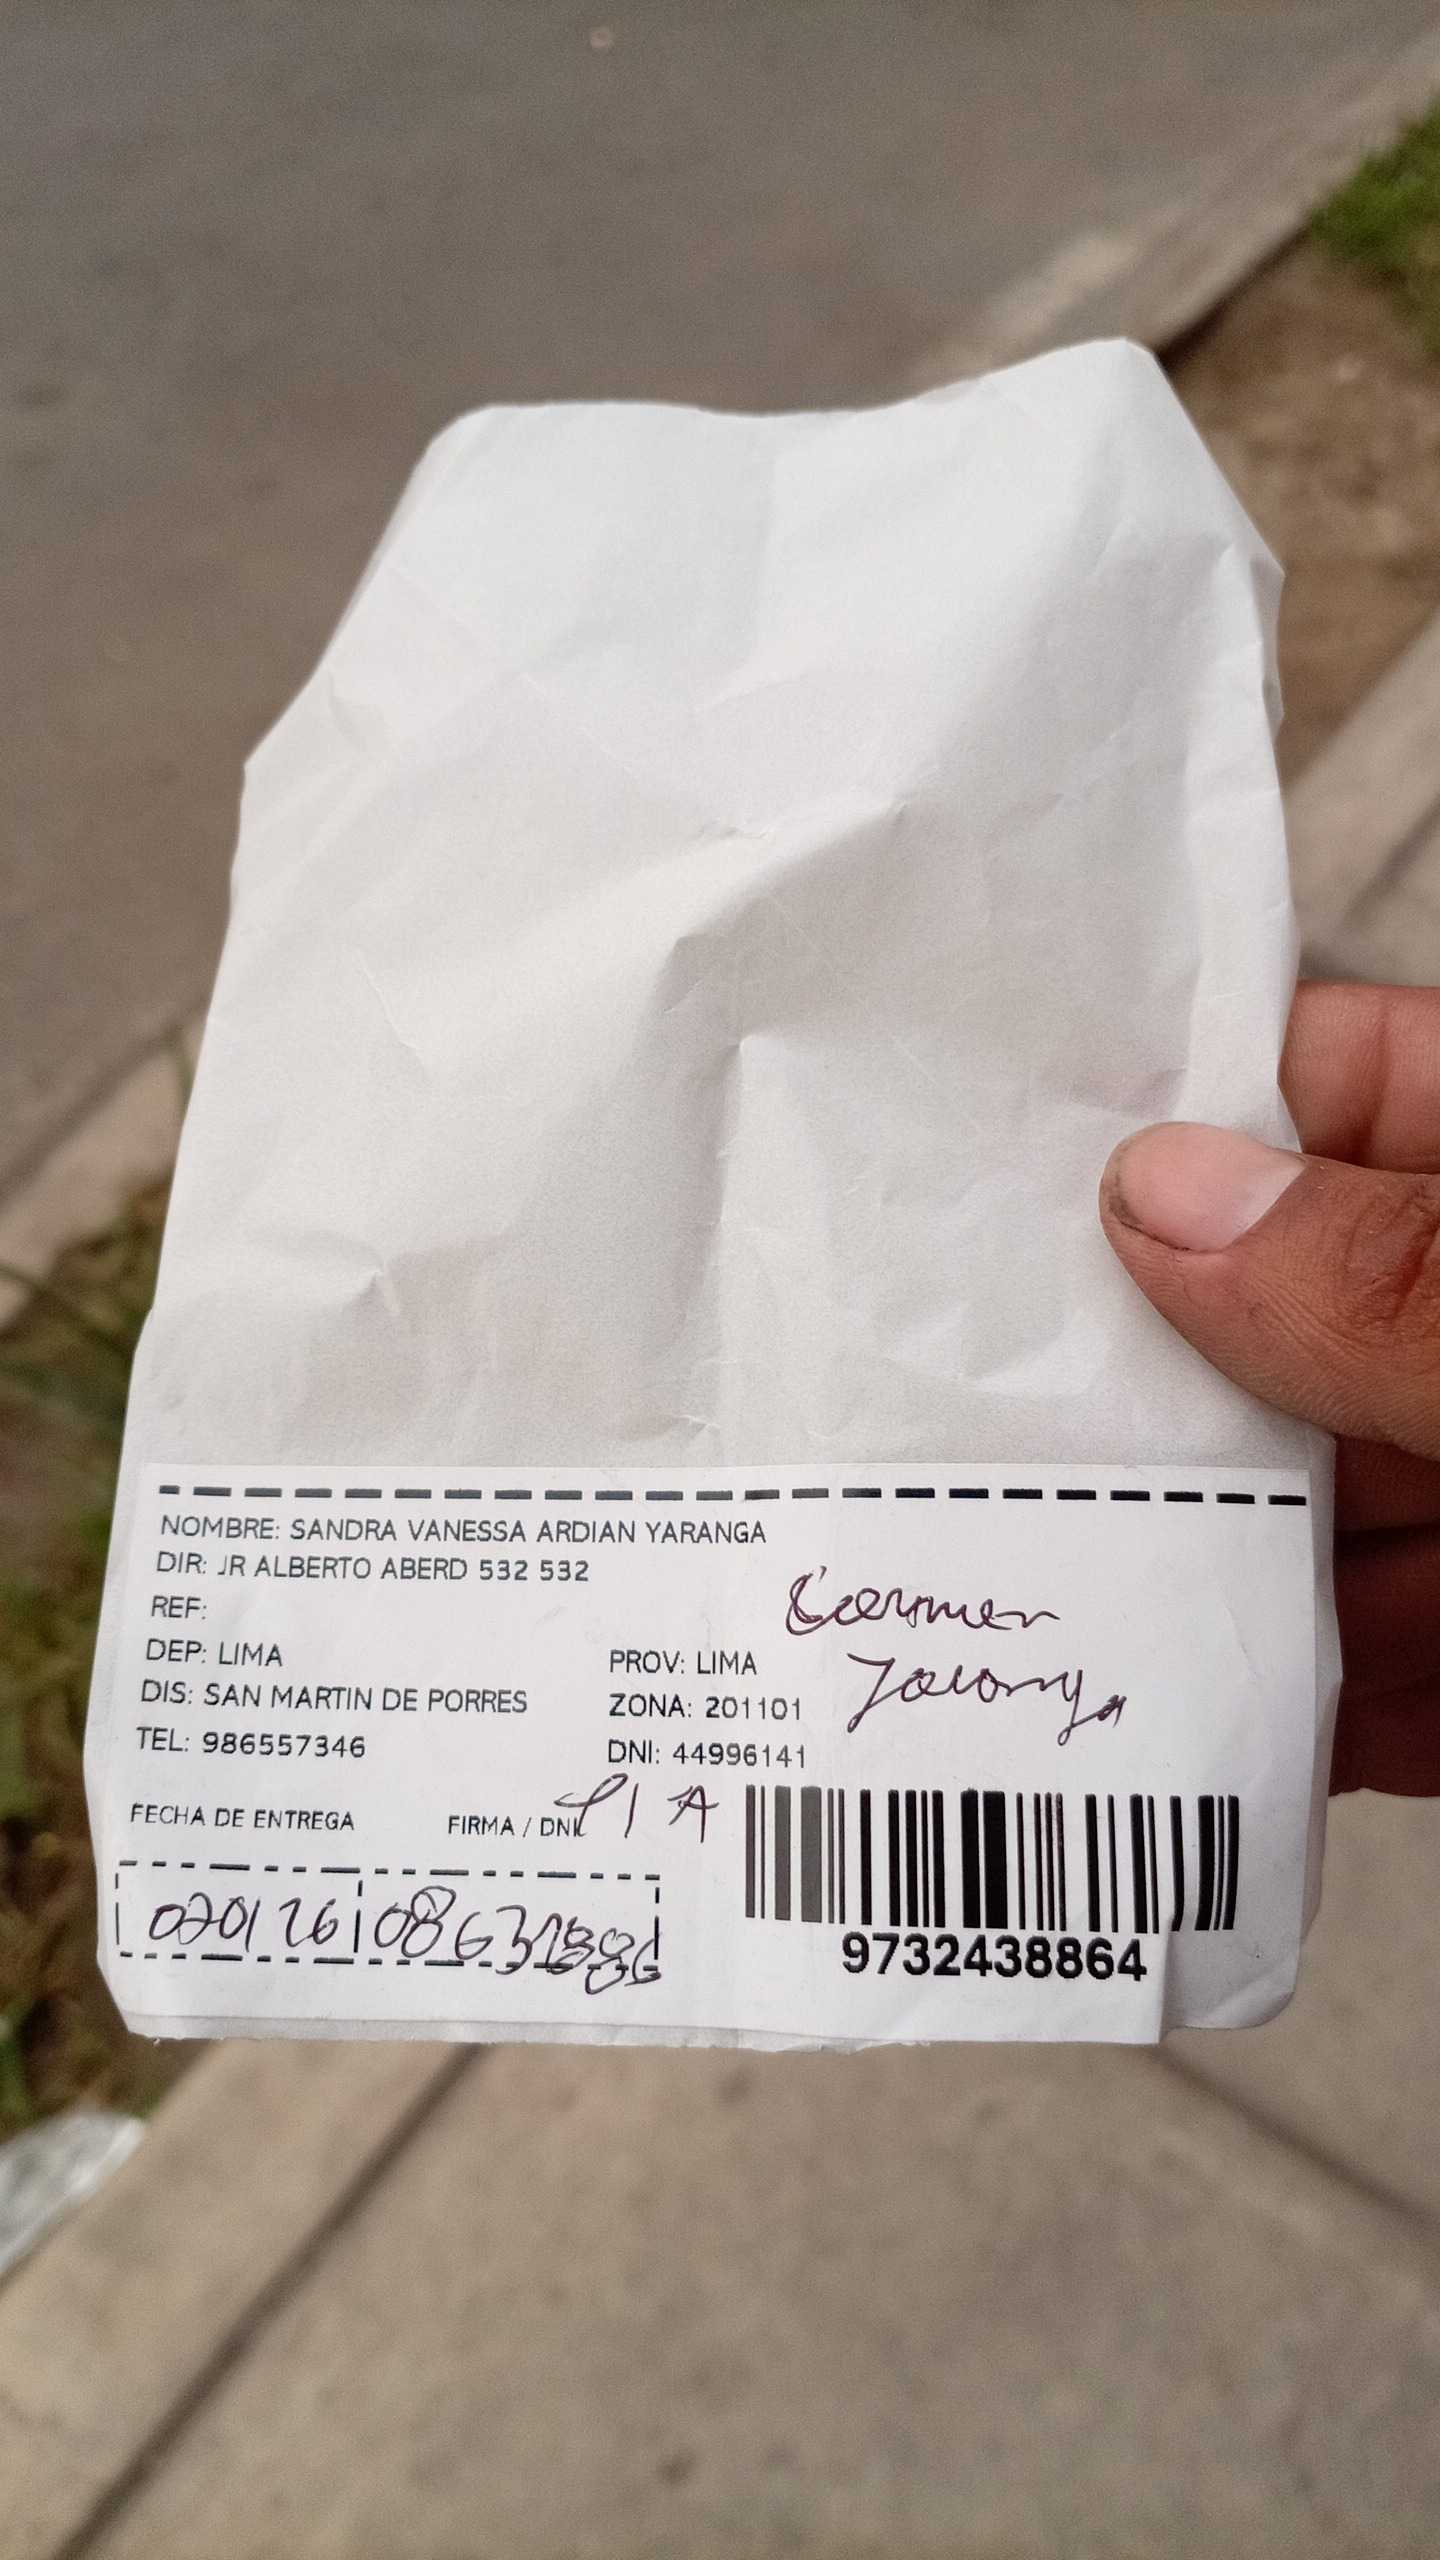 NOMBRE: SANDRA VANESSA ARDIAN YARANGA
DIR: JR ALBERTO ABERD 532 532
REF:
DEP: LIMA
PROV: LIMA
DIS: SAN MARTIN DE PORRES
ZONA: 201101
TEL: 986557346
DNI: 44996141
Carmen
FECHA DE ENTREGA
FIRMA / DNI
020126
9732438864